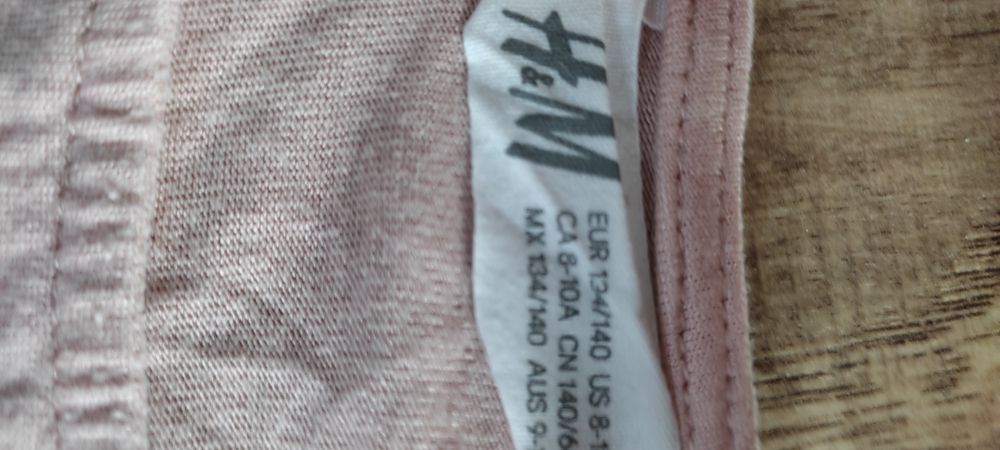 H&M
EUR 134/140 US 8-1
CA 8-10A CN 140/6
MX 134/140 AUS 9-